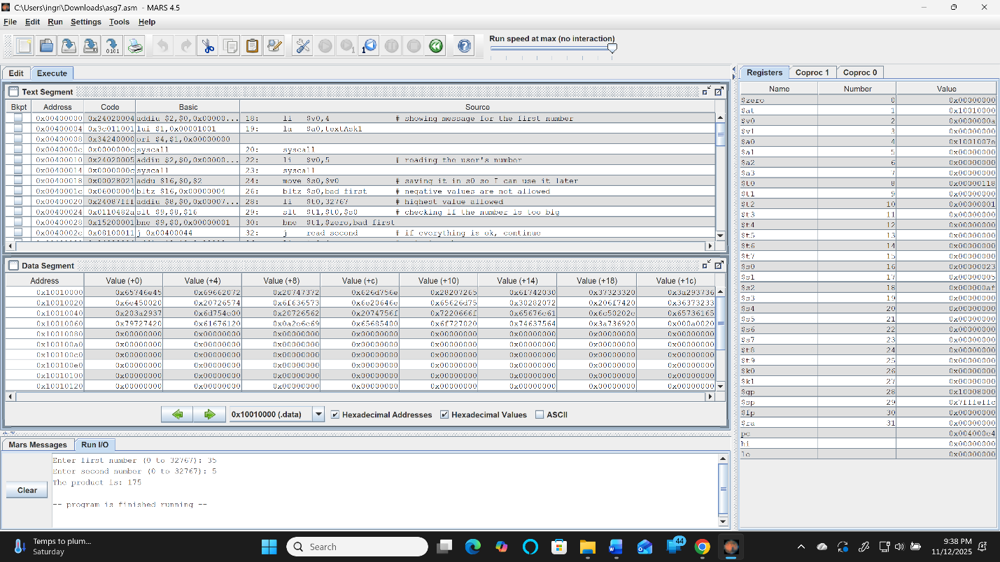 C:\Users\ingri\Downloads\asg7.asm - MARS 4.5
File Edit Run Settings Tools Help
Run speed at max (no interaction)
Edit Execute
Text Segment
Bkpt Address Code Basic Source
0x00400000 0x24020004 addiu $2,$0,0x00000... 18: li $v0,4 # showing message for the first number
0x00400004 0x3c011001 lui $1,0x00001001 19: la $a0,textAsk1
0x00400008 0x34240000 ori $4,$1,0x00000000
0x0040000c 0x0000000c syscall 20: syscall
0x00400010 0x24020005 addiu $2,$0,0x00000... 22: li $v0,5 # reading the user's number
0x00400014 0x0000000c syscall 23: syscall
0x00400018 0x00028021 addu $16,$0,$2 24: move $s0,$v0 # saving it in s0 so I can use it later
0x0040001c 0x06000004 bltz $16,0x00000004 26: bltz $s0,bad_first # negative values are not allowed
0x00400020 0x24087fff addiu $8,$0,0x00007... 28: li $t0,32767 # highest value allowed
0x00400024 0x0110482a slt $9,$8,$16 29: slt $t1,$t0,$s0 # checking if the number is too big
0x00400028 0x15200001 bne $9,$0,0x00000001 30: bne $t1,$zero,bad_first
0x0040002c 0x08100011 j 0x00400044 32: j read_second # if everything is ok, continue
Data Segment
Address Value (+0) Value (+4) Value (+8) Value (+c) Value (+10) Value (+14) Value (+18) Value (+1c)
0x10010000 0x65746e45 0x69662072 0x20747372 0x626d756e 0x28207265 0x6f742030 0x37323320 0x3a293736
0x10010020 0x6e450020 0x20726574 0x6f636573 0x6e20646e 0x65626d75 0x30282072 0x206f7420 0x36373233
0x10010040 0x203a2937 0x6d754e00 0x20726562 0x2074756f 0x7220666f 0x65676e61 0x6c50202e 0x65736165
0x10010060 0x79727420 0x61676120 0x0a2e6e69 0x65685400 0x6f727020 0x74637564 0x3a736920 0x000a0020
0x10010080 0x00000000 0x00000000 0x00000000 0x00000000 0x00000000 0x00000000 0x00000000 0x00000000
0x100100a0 0x00000000 0x00000000 0x00000000 0x00000000 0x00000000 0x00000000 0x00000000 0x00000000
0x100100c0 0x00000000 0x00000000 0x00000000 0x00000000 0x00000000 0x00000000 0x00000000 0x00000000
0x100100e0 0x00000000 0x00000000 0x00000000 0x00000000 0x00000000 0x00000000 0x00000000 0x00000000
0x10010100 0x00000000 0x00000000 0x00000000 0x00000000 0x00000000 0x00000000 0x00000000 0x00000000
0x10010120 0x00000000 0x00000000 0x00000000 0x00000000 0x00000000 0x00000000 0x00000000 0x00000000
0x10010000 (.data) Hexadecimal Addresses Hexadecimal Values ASCII
Mars Messages Run I/O
Enter first number (0 to 32767): 35
Enter second number (0 to 32767): 5
The product is: 175
-- program is finished running --
Clear
Registers Coproc 1 Coproc 0
Name Number Value
$zero 0 0x00000000
$at 1 0x10010000
$v0 2 0x0000000a
$v1 3 0x00000000
$a0 4 0x1001007e
$a1 5 0x00000000
$a2 6 0x00000000
$a3 7 0x00000000
$t0 8 0x00000118
$t1 9 0x00000000
$t2 10 0x00000001
$t3 11 0x00000000
$t4 12 0x00000000
$t5 13 0x00000000
$t6 14 0x00000000
$t7 15 0x00000000
$s0 16 0x00000023
$s1 17 0x00000005
$s2 18 0x000000af
$s3 19 0x00000000
$s4 20 0x00000000
$s5 21 0x00000000
$s6 22 0x00000000
$s7 23 0x00000000
$t8 24 0x00000000
$t9 25 0x00000000
$k0 26 0x00000000
$k1 27 0x00000000
$gp 28 0x10008000
$sp 29 0x7fffeffc
$fp 30 0x00000000
$ra 31 0x00000000
pc 0x004000c4
hi 0x00000000
lo 0x00000000
Temps to plum...
Saturday
Search
44
9:38 PM
11/12/2025